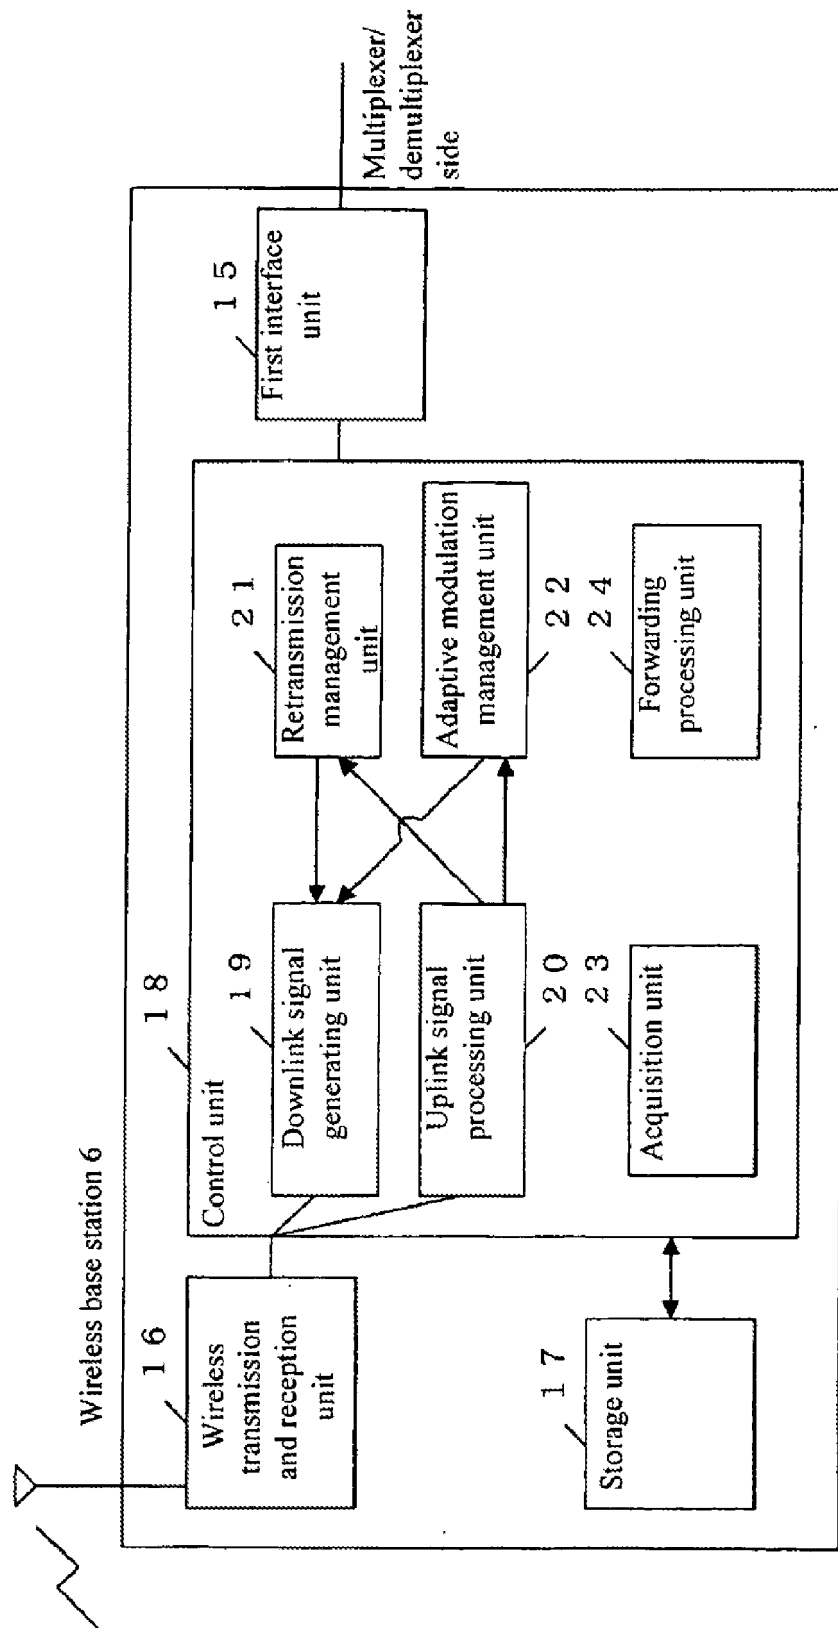 Wireless base station 6
1 6
Wireless
transmission
and reception
unit
1 7
Storage unit
1 8
Control unit
1 9
Downlink signal
generating unit
Uplink signal
processing unit
2 0
2 3
Acquisition unit
2 1
Retransmission
management
unit
Adaptive modulation
management unit
2 2
2 4
Forwarding
processing unit
1 5
First interface
unit
Multiplexer/
demultiplexer
side